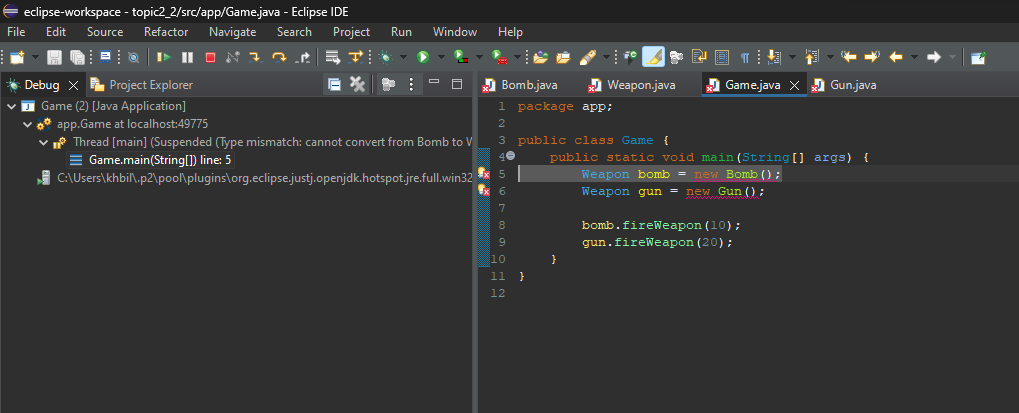 eclipse-workspace - topic2_2/src/app/Game.java - Eclipse IDE
File Edit Source Refactor Navigate Search Project Run Window Help
Debug Project Explorer
Game (2) [Java Application]
app.Game at localhost:49775
Thread [main] (Suspended (Type mismatch: cannot convert from Bomb to W
Game.main(String[]) line: 5
C:\Users\khbil\.p2\pool\plugins\org.eclipse.justj.openjdk.hotspot.jre.full.win32
Bomb.java Weapon.java Game.java Gun.java
1 package app;
2
3 public class Game {
4 public static void main(String[] args) {
5 Weapon bomb = new Bomb();
6 Weapon gun = new Gun();
7
8 bomb.fireWeapon(10);
9 gun.fireWeapon(20);
10 }
11 }
12